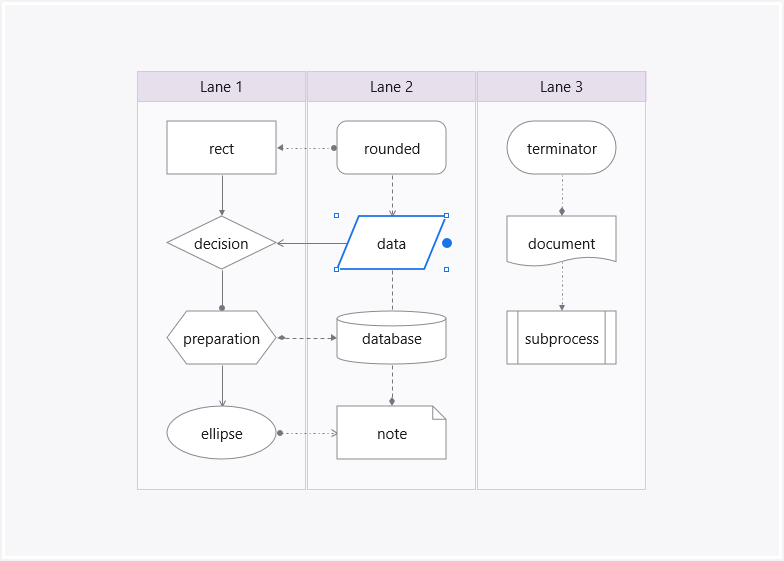 Lane 1
Lane 2
Lane 3
rect
rounded
terminator
decision
data
document
preparation
database
subprocess
ellipse
note